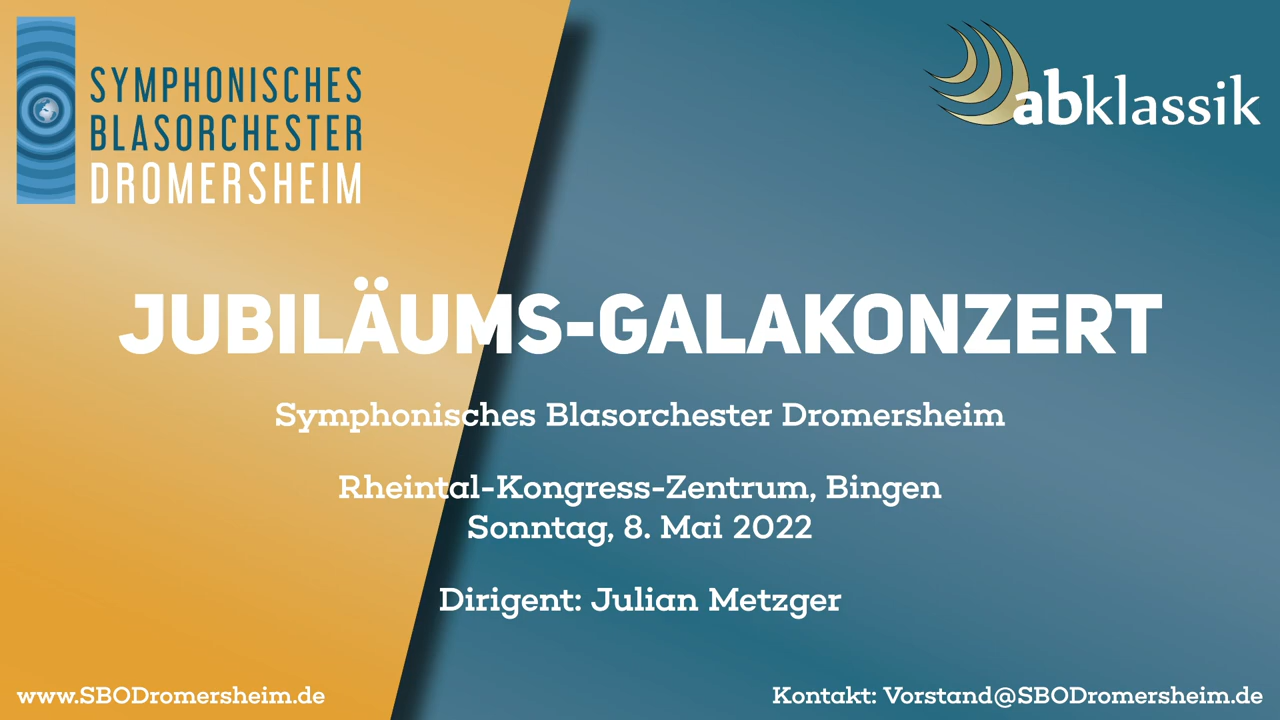 SYMPHONISCHES
BLASORCHESTER
DROMERSHEIM
abklassik
JUBILÄUMS-GALAKONZERT
Symphonisches Blasorchester Dromersheim
Rheintal-Kongress-Zentrum, Bingen
Sonntag, 8. Mai 2022
Dirigent: Julian Metzger
www.SBODromersheim.de
Kontakt: Vorstand@SBODromersheim.de